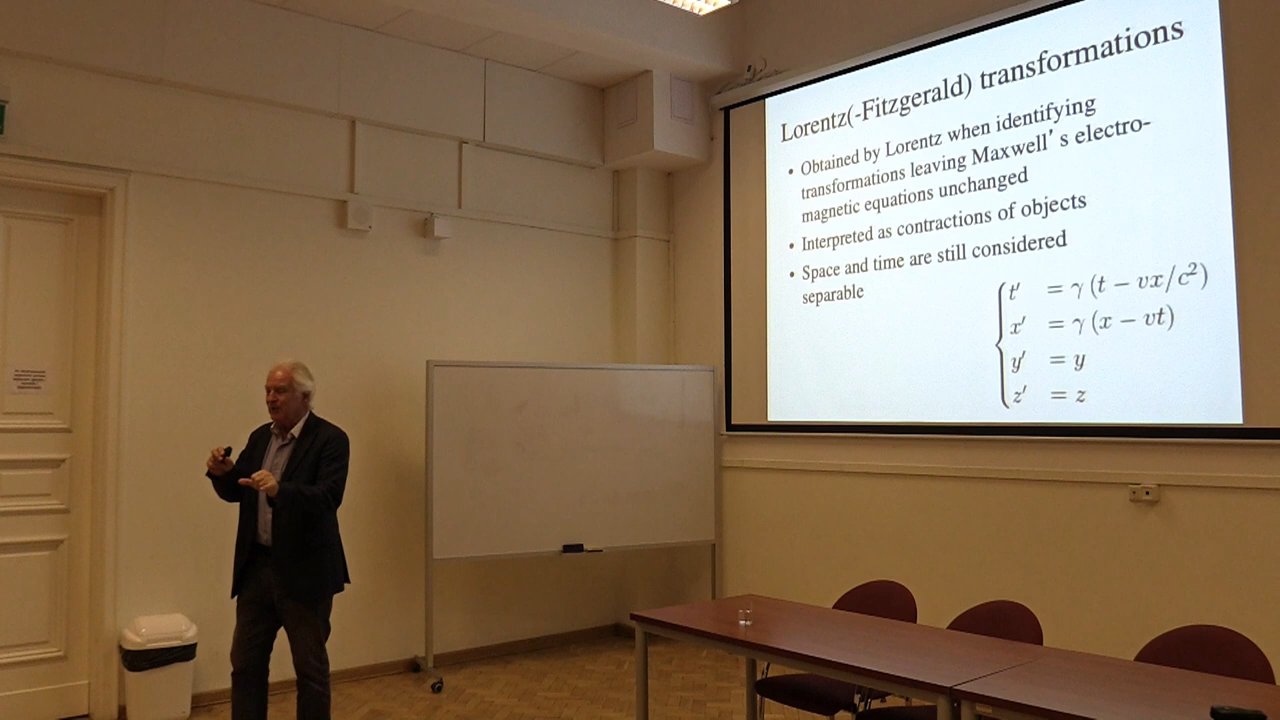 Lorentz(-Fitzgerald) transformations
• Obtained by Lorentz when identifying
transformations leaving Maxwell's electro-
magnetic equations unchanged
• Interpreted as contractions of objects
• Space and time are still considered
separable
t′ = γ (t − vx/c²)
x′ = γ (x − vt)
y′ = y
z′ = z